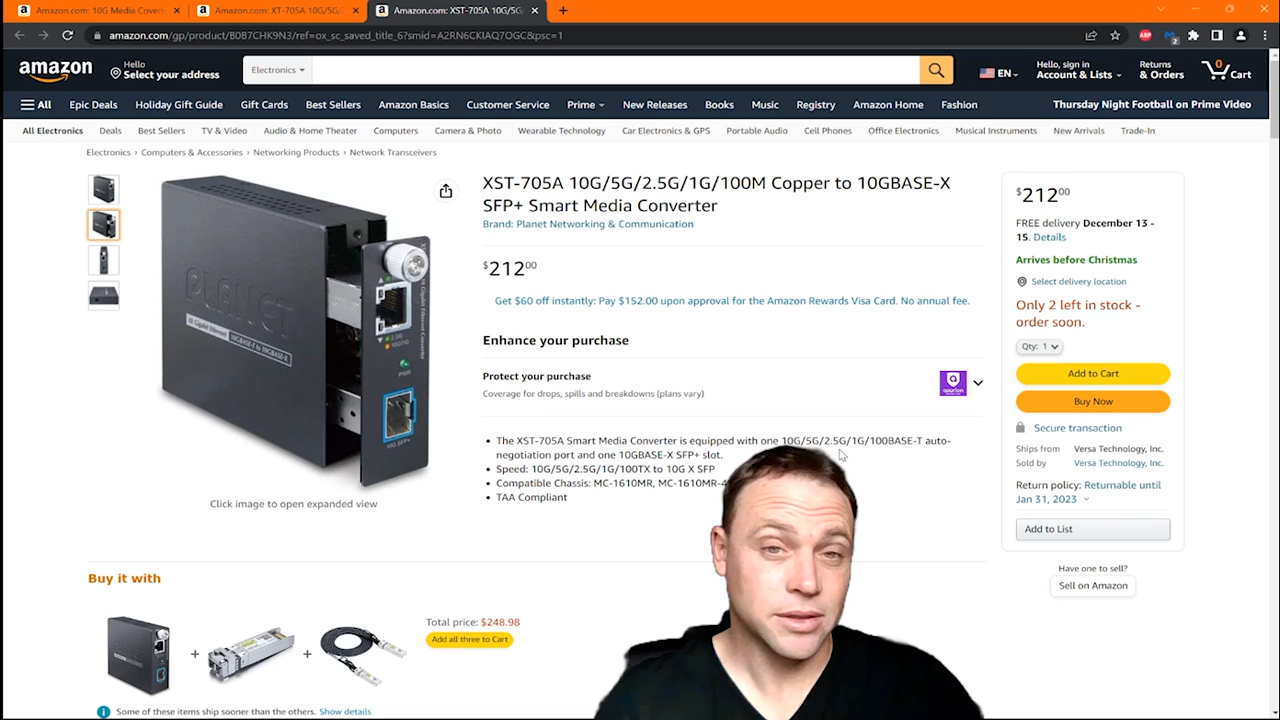 Amazon.com: 10G Media Convert
Amazon.com: XT-705A 10G/5G/
Amazon.com: XST-705A 10G/5G/
amazon.com/gp/product/B0B7CHK9N3/ref=ox_sc_saved_title_6?smid=A2RN6CKIAQ7OGC&psc=1
amazon
Hello
Select your address
Electronics
EN
Hello, sign in
Account & Lists
Returns
& Orders
0
Cart
All
Epic Deals
Holiday Gift Guide
Gift Cards
Best Sellers
Amazon Basics
Customer Service
Prime
New Releases
Books
Music
Registry
Amazon Home
Fashion
Thursday Night Football on Prime Video
All Electronics
Deals
Best Sellers
TV & Video
Audio & Home Theater
Computers
Camera & Photo
Wearable Technology
Car Electronics & GPS
Portable Audio
Cell Phones
Office Electronics
Musical Instruments
New Arrivals
Trade-In
Electronics › Computers & Accessories › Networking Products › Network Transceivers
PLANET
10 Gigabit Ethernet
PWR
10G SFP+
Click image to open expanded view
XST-705A 10G/5G/2.5G/1G/100M Copper to 10GBASE-X
SFP+ Smart Media Converter
Brand: Planet Networking & Communication
$21200
Get $60 off instantly: Pay $152.00 upon approval for the Amazon Rewards Visa Card. No annual fee.
Enhance your purchase
Protect your purchase
Coverage for drops, spills and breakdowns (plans vary)
asurion
• The XST-705A Smart Media Converter is equipped with one 10G/5G/2.5G/1G/100BASE-T auto-
negotiation port and one 10GBASE-X SFP+ slot.
• Speed: 10G/5G/2.5G/1G/100TX to 10G X SFP
• Compatible Chassis: MC-1610MR, MC-1610MR-4
• TAA Compliant
$21200
FREE delivery December 13 -
15. Details
Arrives before Christmas
Select delivery location
Only 2 left in stock -
order soon.
Qty: 1
Add to Cart
Buy Now
Secure transaction
Ships from Versa Technology, Inc.
Sold by Versa Technology, Inc.
Return policy: Returnable until
Jan 31, 2023
Add to List
Have one to sell?
Sell on Amazon
Buy it with
Total price: $248.98
Add all three to Cart
Some of these items ship sooner than the others. Show details